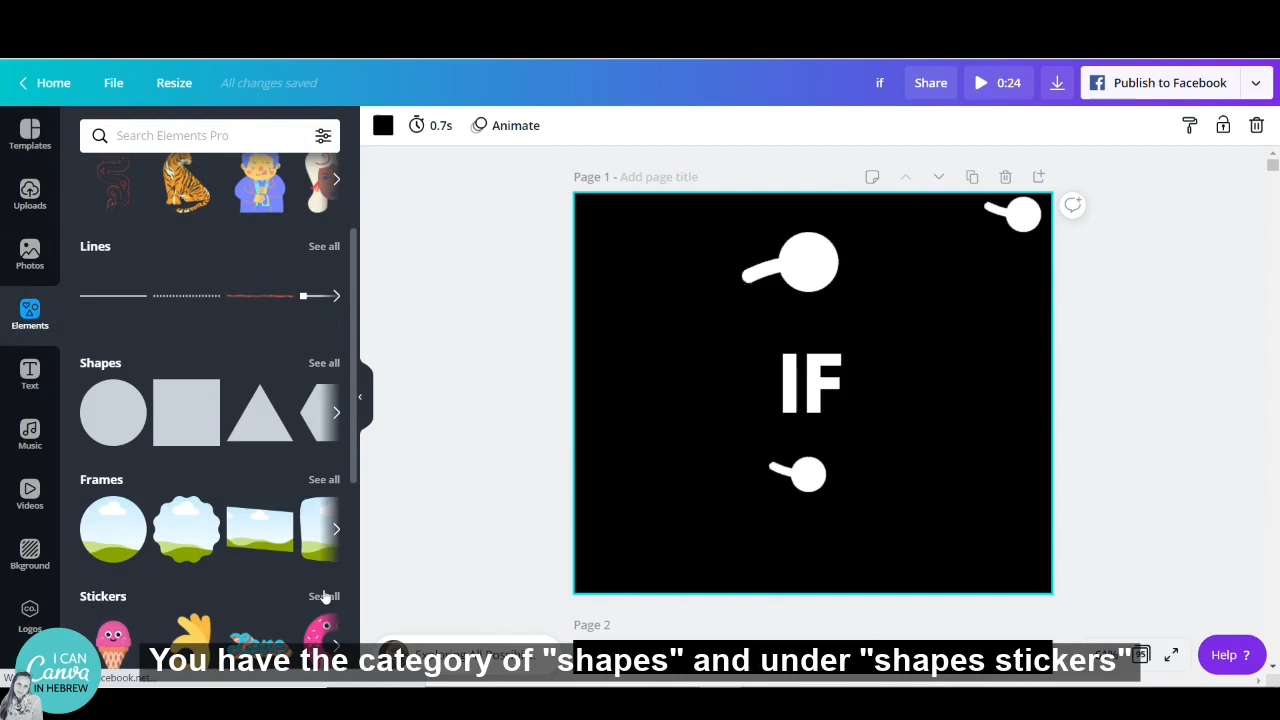 Home
File
Resize
All changes saved
if
Share
0:24
Publish to Facebook
Templates
Uploads
Photos
Elements
Text
Music
Videos
Bkground
CO.
Logos
Search Elements Pro
Lines
See all
Shapes
See all
Frames
See all
Stickers
See all
0.7s
Animate
Page 1 - Add page title
IF
Page 2
Help ?
You have the category of "shapes" and under "shapes stickers"
I CAN
Canva
IN HEBREW